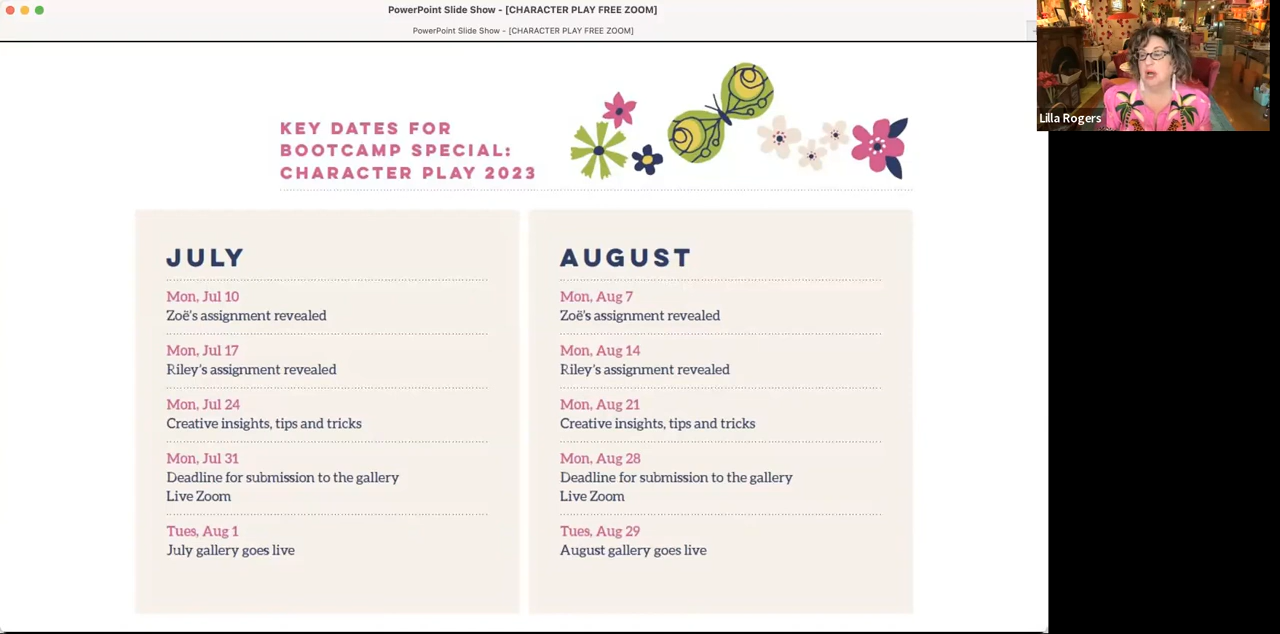 PowerPoint Slide Show - [CHARACTER PLAY FREE ZOOM]
PowerPoint Slide Show - [CHARACTER PLAY FREE ZOOM]
Lilla Rogers
KEY DATES FOR
BOOTCAMP SPECIAL:
CHARACTER PLAY 2023
JULY
Mon, Jul 10
Zoë's assignment revealed
Mon, Jul 17
Riley's assignment revealed
Mon, Jul 24
Creative insights, tips and tricks
Mon, Jul 31
Deadline for submission to the gallery
Live Zoom
Tues, Aug 1
July gallery goes live
AUGUST
Mon, Aug 7
Zoë's assignment revealed
Mon, Aug 14
Riley's assignment revealed
Mon, Aug 21
Creative insights, tips and tricks
Mon, Aug 28
Deadline for submission to the gallery
Live Zoom
Tues, Aug 29
August gallery goes live